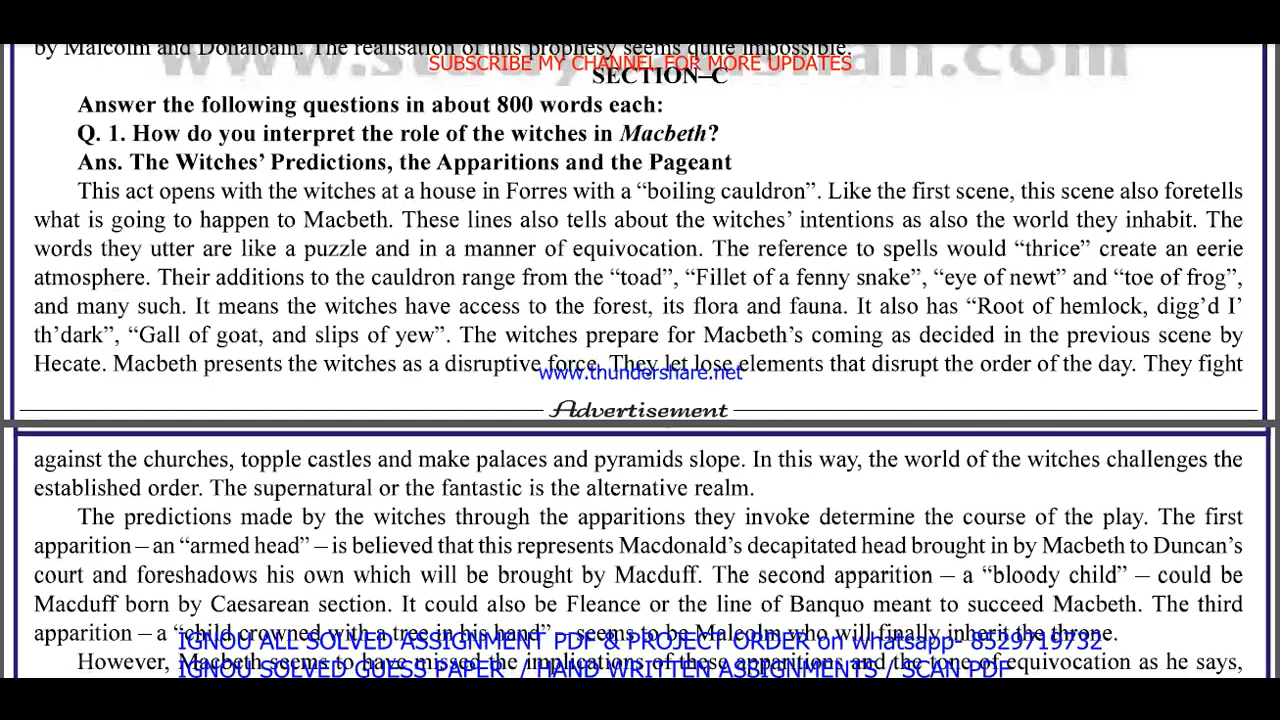 by Malcolm and Donalbain. The realisation of this prophesy seems quite impossible.
SUBSCRIBE MY CHANNEL FOR MORE UPDATES
SECTION–C
Answer the following questions in about 800 words each:
Q. 1. How do you interpret the role of the witches in Macbeth?
Ans. The Witches’ Predictions, the Apparitions and the Pageant
This act opens with the witches at a house in Forres with a “boiling cauldron”. Like the first scene, this scene also foretells
what is going to happen to Macbeth. These lines also tells about the witches’ intentions as also the world they inhabit. The
words they utter are like a puzzle and in a manner of equivocation. The reference to spells would “thrice” create an eerie
atmosphere. Their additions to the cauldron range from the “toad”, “Fillet of a fenny snake”, “eye of newt” and “toe of frog”,
and many such. It means the witches have access to the forest, its flora and fauna. It also has “Root of hemlock, digg’d I’
th’dark”, “Gall of goat, and slips of yew”. The witches prepare for Macbeth’s coming as decided in the previous scene by
Hecate. Macbeth presents the witches as a disruptive force. They let lose elements that disrupt the order of the day. They fight
www.thundershare.net
Advertisement
against the churches, topple castles and make palaces and pyramids slope. In this way, the world of the witches challenges the
established order. The supernatural or the fantastic is the alternative realm.
The predictions made by the witches through the apparitions they invoke determine the course of the play. The first
apparition – an “armed head” – is believed that this represents Macdonald’s decapitated head brought in by Macbeth to Duncan’s
court and foreshadows his own which will be brought by Macduff. The second apparition – a “bloody child” – could be
Macduff born by Caesarean section. It could also be Fleance or the line of Banquo meant to succeed Macbeth. The third
apparition – a “child crowned with a tree in his hand” – seems to be Malcolm who will finally inherit the throne.
IGNOU ALL SOLVED ASSIGNMENT PDF & PROJECT ORDER on whatsapp- 8529719732
However, Macbeth seems to have missed the implications of these apparitions and the tone of equivocation as he says,
IGNOU SOLVED GUESS PAPER / HAND WRITTEN ASSIGNMENTS / SCAN PDF